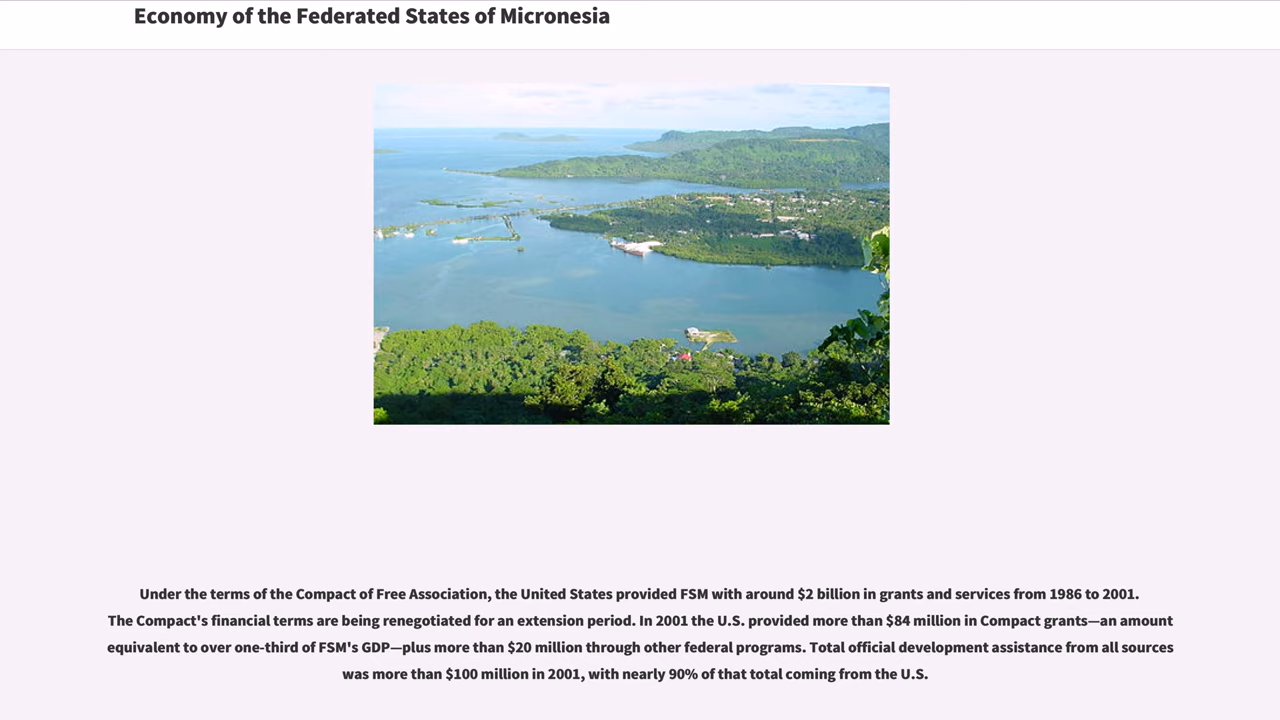 Economy of the Federated States of Micronesia
Under the terms of the Compact of Free Association, the United States provided FSM with around $2 billion in grants and services from 1986 to 2001.
The Compact's financial terms are being renegotiated for an extension period. In 2001 the U.S. provided more than $84 million in Compact grants—an amount
equivalent to over one-third of FSM's GDP—plus more than $20 million through other federal programs. Total official development assistance from all sources
was more than $100 million in 2001, with nearly 90% of that total coming from the U.S.